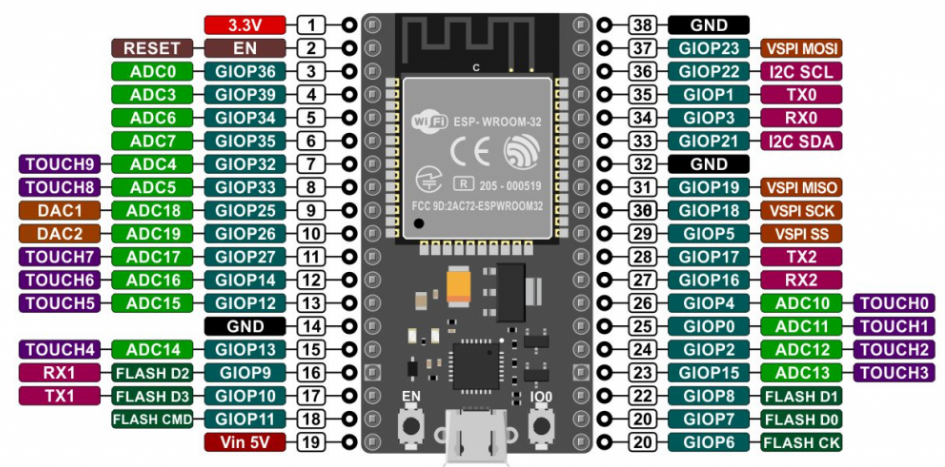 3.3V 1 38 GND
RESET EN 2 37 GIOP23 VSPI MOSI
ADC0 GIOP36 3 36 GIOP22 I2C SCL
ADC3 GIOP39 4 35 GIOP1 TX0
ADC6 GIOP34 5 34 GIOP3 RX0
ADC7 GIOP35 6 33 GIOP21 I2C SDA
TOUCH9 ADC4 GIOP32 7 32 GND
TOUCH8 ADC5 GIOP33 8 31 GIOP19 VSPI MISO
DAC1 ADC18 GIOP25 9 30 GIOP18 VSPI SCK
DAC2 ADC19 GIOP26 10 29 GIOP5 VSPI SS
TOUCH7 ADC17 GIOP27 11 28 GIOP17 TX2
TOUCH6 ADC16 GIOP14 12 27 GIOP16 RX2
TOUCH5 ADC15 GIOP12 13 26 GIOP4 ADC10 TOUCH0
GND 14 25 GIOP0 ADC11 TOUCH1
TOUCH4 ADC14 GIOP13 15 24 GIOP2 ADC12 TOUCH2
RX1 FLASH D2 GIOP9 16 23 GIOP15 ADC13 TOUCH3
TX1 FLASH D3 GIOP10 17 22 GIOP8 FLASH D1
FLASH CMD GIOP11 18 20 GIOP7 FLASH D0
Vin 5V 19 20 GIOP6 FLASH CK
C
WiFi ESP-WROOM-32
CE
R 205-000519
FCC 9D:2AC72-ESPWROOM32
EN IO0